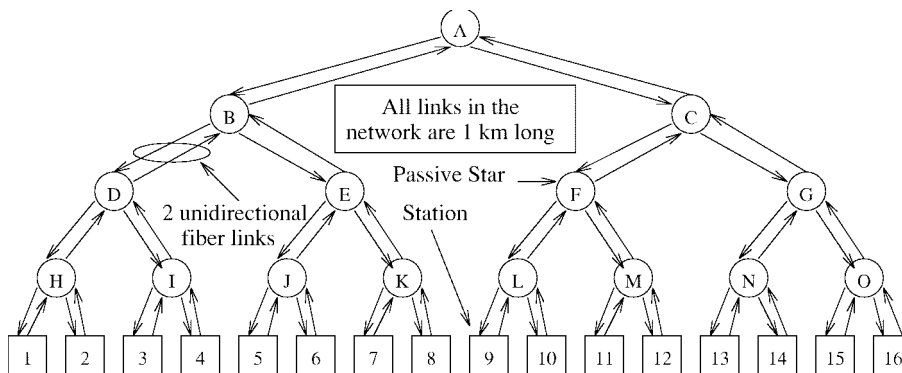 A
B
All links in the
network are 1 km long
C
D
E
Passive Star
F
G
2 unidirectional
fiber links
Station
H
I
J
K
L
M
N
O
1
2
3
4
5
6
7
8
9
10
11
12
13
14
15
16